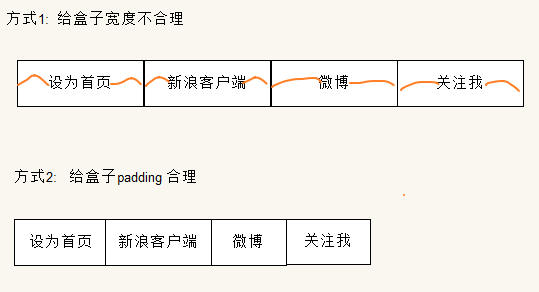 方式1: 给盒子宽度不合理
设为首页 新浪客户端 微博 关注我
方式2: 给盒子padding 合理
设为首页 新浪客户端 微博 关注我